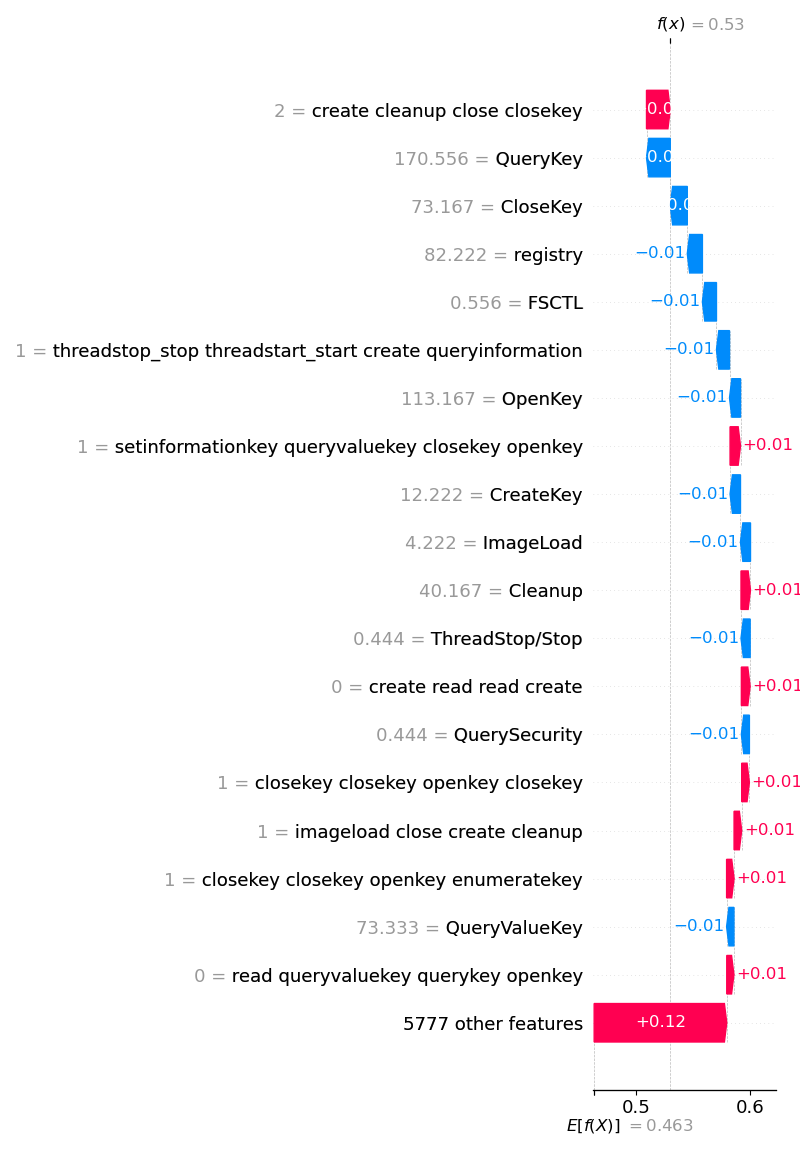 f(x) = 0.53
2 = create cleanup close closekey
170.556 = QueryKey
73.167 = CloseKey
82.222 = registry
−0.01
0.556 = FSCTL
−0.01
1 = threadstop_stop threadstart_start create queryinformation
−0.01
113.167 = OpenKey
−0.01
1 = setinformationkey queryvaluekey closekey openkey
+0.01
12.222 = CreateKey
−0.01
4.222 = ImageLoad
−0.01
40.167 = Cleanup
+0.01
0.444 = ThreadStop/Stop
−0.01
0 = create read read create
+0.01
0.444 = QuerySecurity
−0.01
1 = closekey closekey openkey closekey
+0.01
1 = imageload close create cleanup
+0.01
1 = closekey closekey openkey enumeratekey
+0.01
73.333 = QueryValueKey
−0.01
0 = read queryvaluekey querykey openkey
+0.01
5777 other features
+0.12
0.5 0.6
E[f(X)] = 0.463